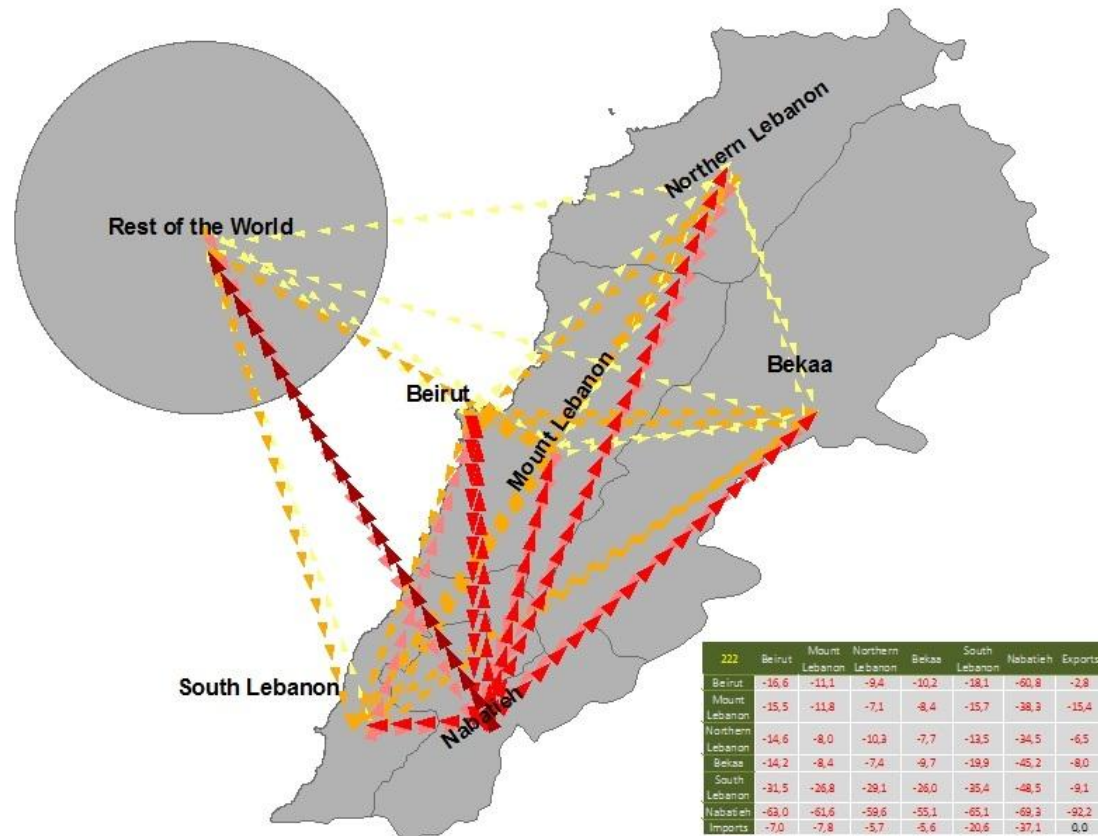 Northern Lebanon
Rest of the World
Bekaa
Beirut
Mount Lebanon
South Lebanon
Nabatieh
222 Beirut Mount Lebanon Northern Lebanon Bekaa South Lebanon Nabatieh Exports
Beirut -16,6 -11,1 -9,4 -10,2 -18,1 -60,8 -2,8
Mount Lebanon -15,5 -11,8 -7,1 -8,4 -15,7 -38,3 -15,4
Northern Lebanon -14,6 -8,0 -10,3 -7,7 -13,5 -34,5 -6,5
Bekaa -14,2 -8,4 -7,4 -9,7 -19,9 -45,2 -8,0
South Lebanon -31,5 -26,8 -29,1 -26,0 -35,4 -48,5 -9,1
Nabatieh -63,0 -61,6 -59,6 -55,1 -65,1 -69,3 -92,2
Imports -7,0 -7,8 -5,7 -5,6 -20,6 -37,1 0,0